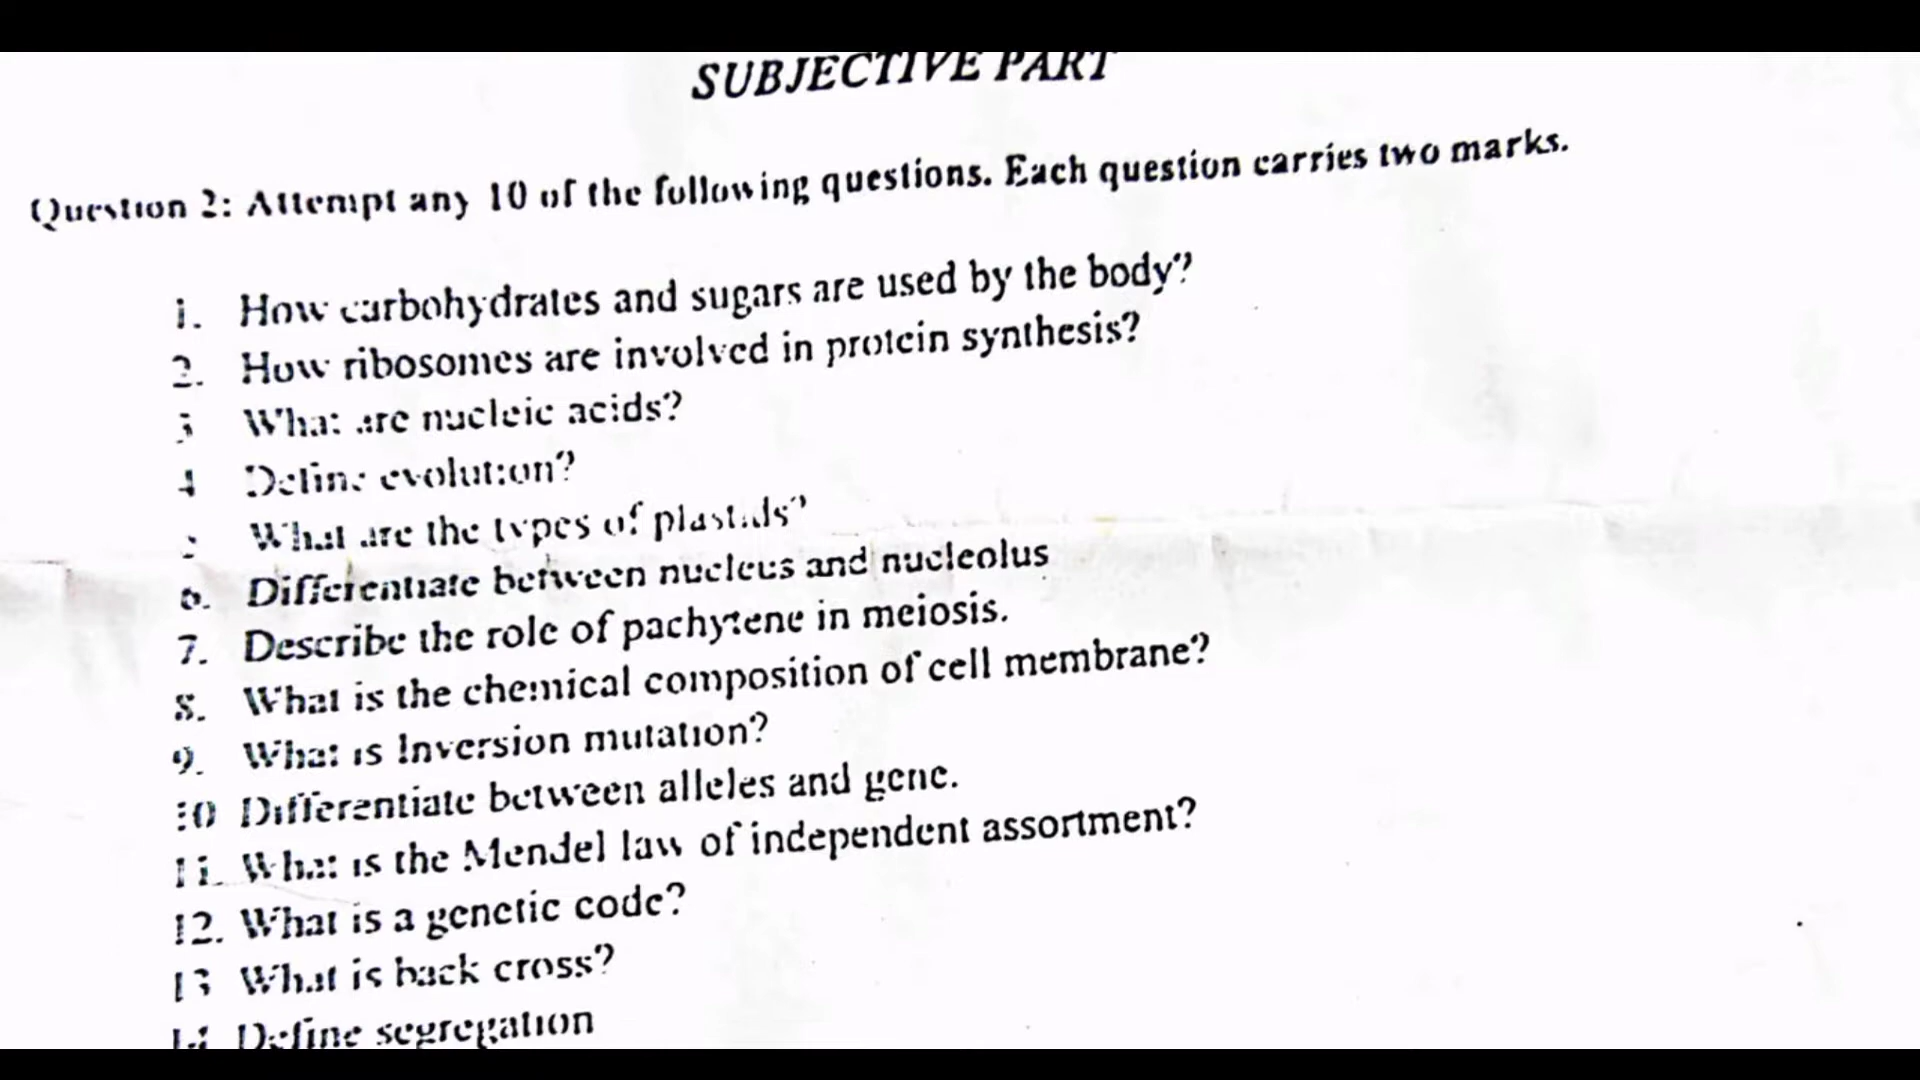 SUBJECTIVE PART
Question 2: Attempt any 10 of the following questions. Each question carries two marks.
1. How carbohydrates and sugars are used by the body?
2. How ribosomes are involved in protein synthesis?
3 What are nucleic acids?
4 Define evolution?
What are the types of plastids?
6. Differentiate between nucleus and nucleolus
7. Describe the role of pachytene in meiosis.
8. What is the chemical composition of cell membrane?
9. What is Inversion mutation?
10 Differentiate between alleles and gene.
11. What is the Mendel law of independent assortment?
12. What is a genetic code?
13 What is back cross?
14 Define segregation